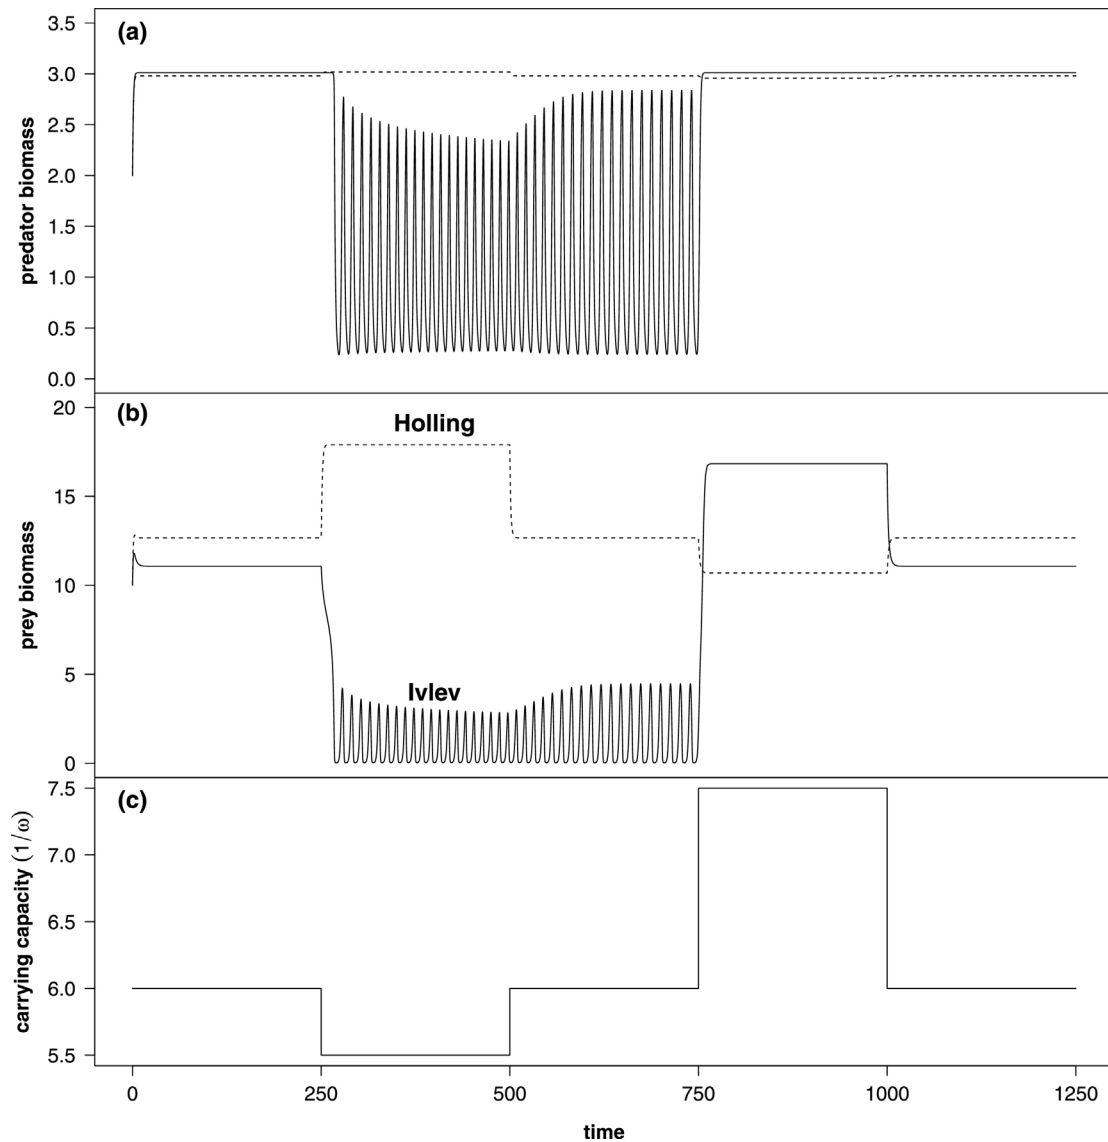 (a)
3.5
3.0
2.5
2.0
1.5
1.0
0.5
0.0
predator biomass
(b)
20
15
10
5
0
prey biomass
Holling
Ivlev
(c)
7.5
7.0
6.5
6.0
5.5
carrying capacity (1/ω)
0 250 500 750 1000 1250
time